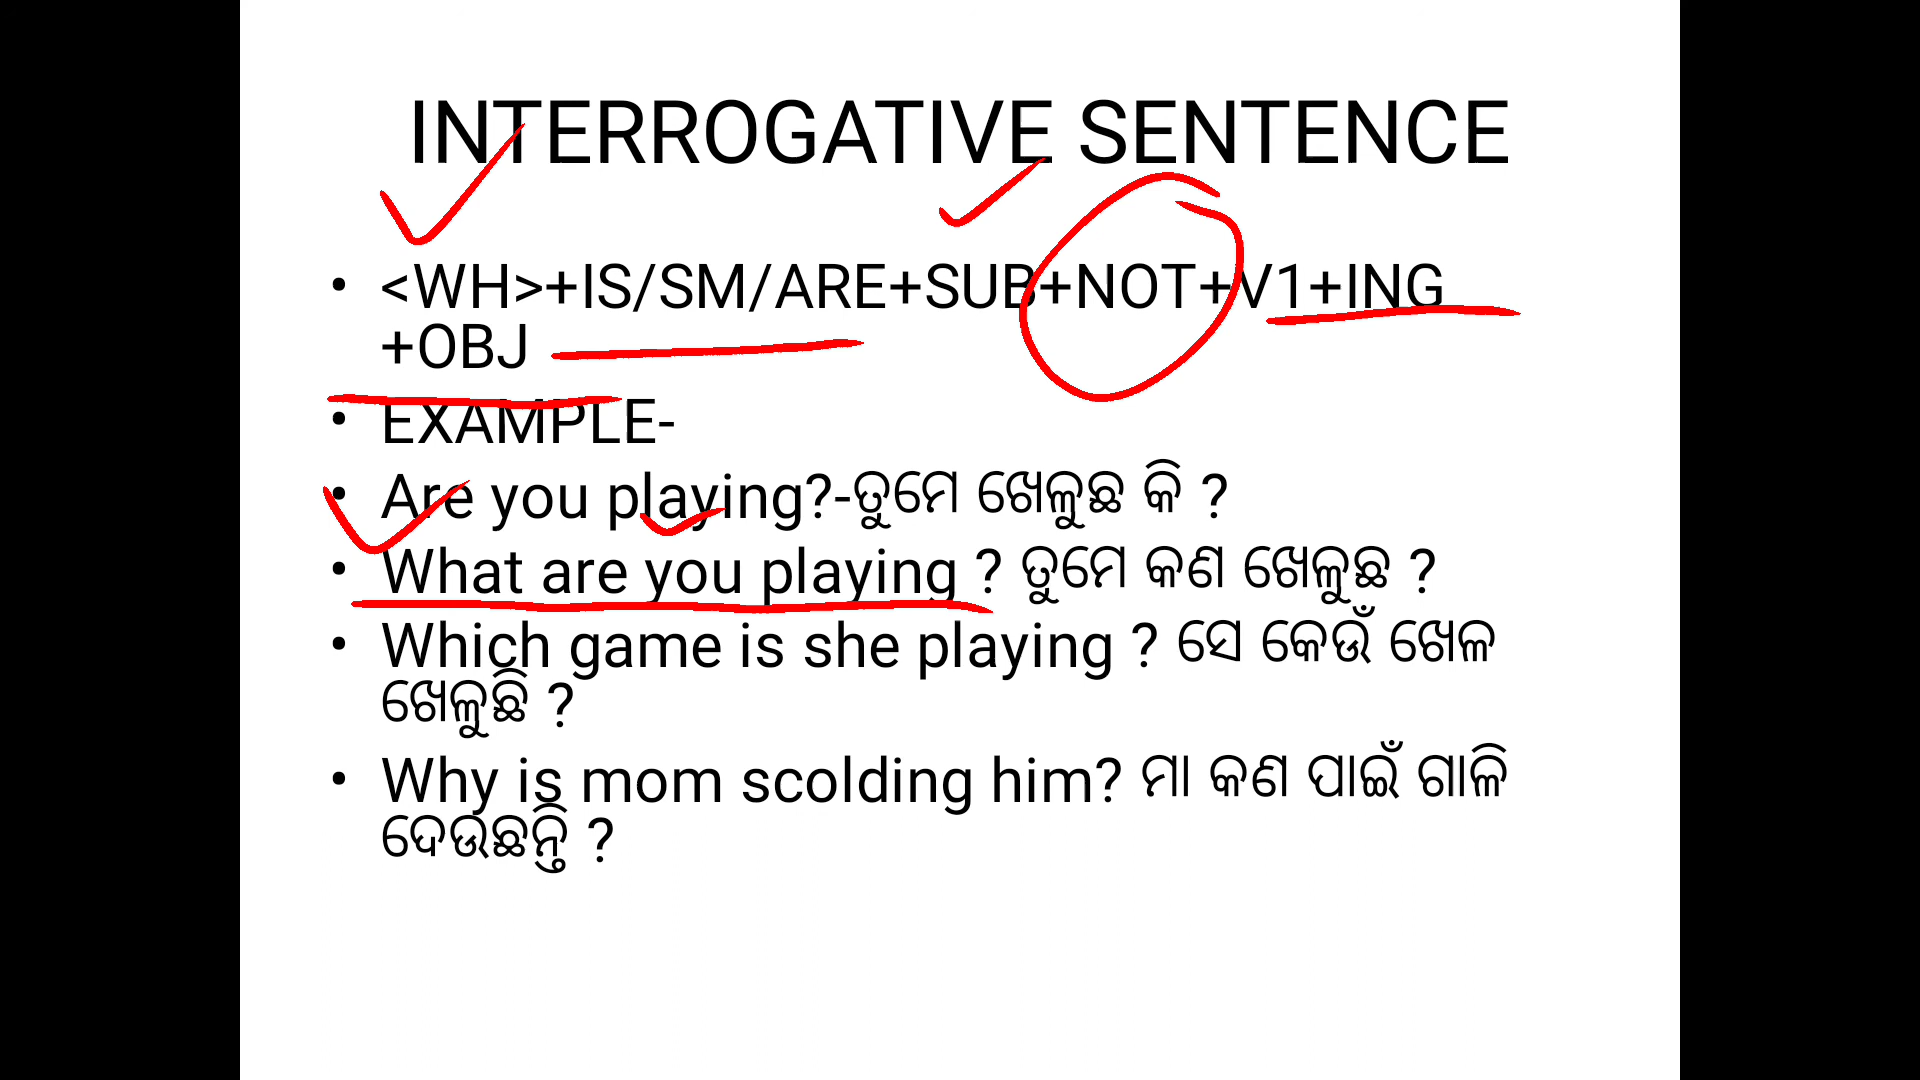 INTERROGATIVE SENTENCE
• <WH>+IS/SM/ARE+SUB+NOT+V1+ING
+OBJ
• EXAMPLE-
• Are you playing?-ତୁମେ ଖେଳୁଛ କି ?
• What are you playing ? ତୁମେ କଣ ଖେଳୁଛ ?
• Which game is she playing ? ସେ କେଉଁ ଖେଳ
ଖେଳୁଛି ?
• Why is mom scolding him? ମା କଣ ପାଇଁ ଗାଳି
ଦେଉଛନ୍ତି ?